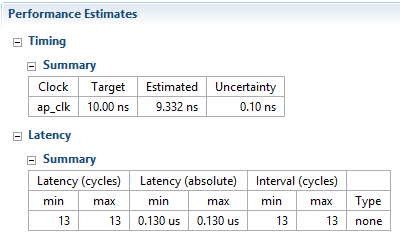 Performance Estimates
Timing
Summary
Clock Target Estimated Uncertainty
ap_clk 10.00 ns 9.332 ns 0.10 ns
Latency
Summary
Latency (cycles) Latency (absolute) Interval (cycles)
min max min max min max Type
13 13 0.130 us 0.130 us 13 13 none